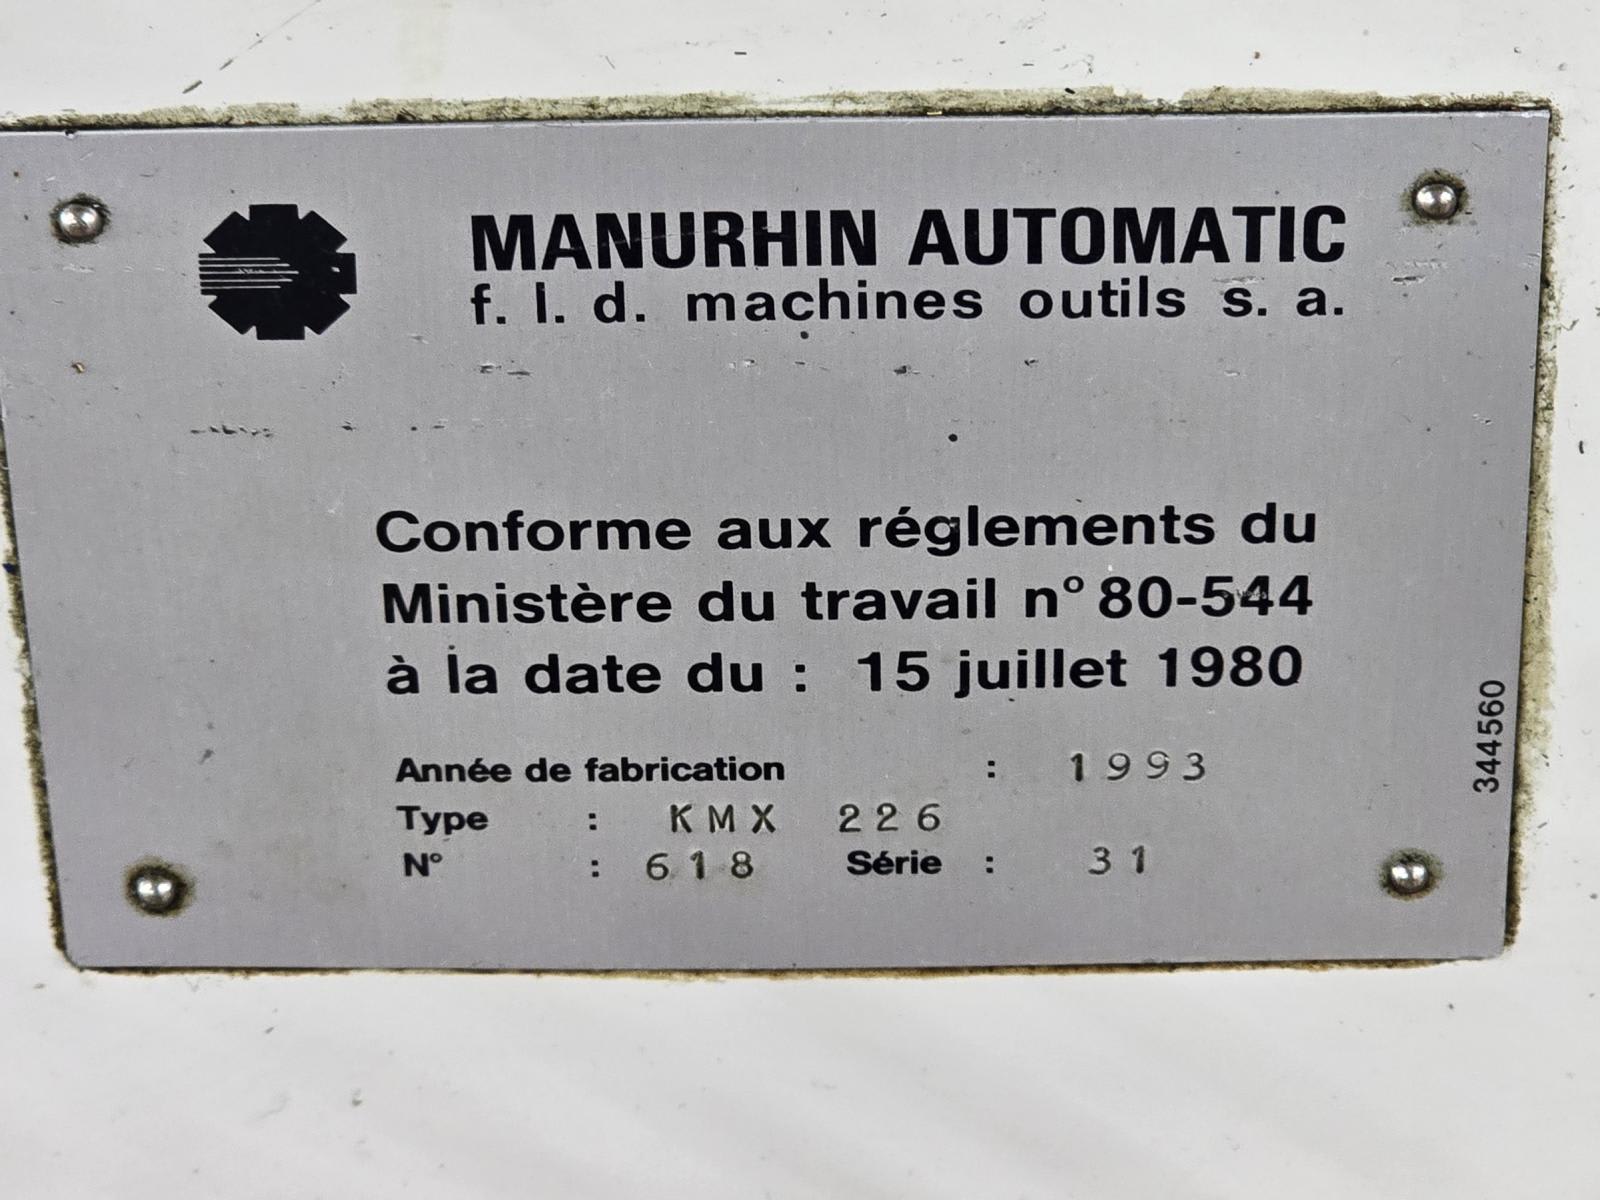 MANURHIN AUTOMATIC
f. l. d. machines outils s. a.
Conforme aux réglements du
Ministère du travail n° 80-544
à la date du : 15 juillet 1980
Année de fabrication : 1993
Type : KMX 226
N° : 618 Série : 31
344560